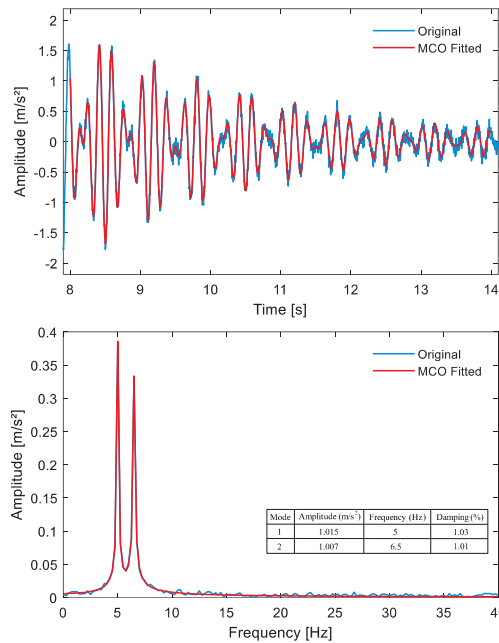 2
1.5
1
0.5
0
-0.5
-1
-1.5
-2
Amplitude [m/s²]
Original
MCO Fitted
8 9 10 11 12 13 14
Time [s]
0.4
0.35
0.3
0.25
0.2
0.15
0.1
0.05
0
Amplitude [m/s²]
Original
MCO Fitted
Mode Amplitude (m/s²) Frequency (Hz) Damping (%)
1 1.015 5 1.03
2 1.007 6.5 1.01
0 5 10 15 20 25 30 35 40
Frequency [Hz]